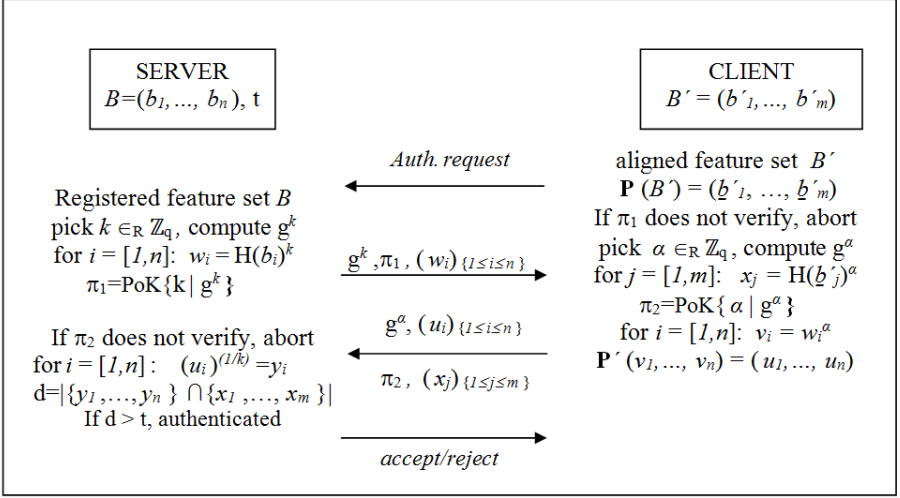 SERVER
B=(b1, ..., bn), t
CLIENT
B´ = (b´1, ..., b´m)
Auth. request
aligned feature set B´
P (B´) = (b̲´1, ..., b̲´m)
Registered feature set B
pick k ∈R ℤq, compute g^k
for i = [1,n]: wi = H(bi)^k
π1=PoK{k| g^k}
If π1 does not verify, abort
pick α ∈R ℤq, compute g^α
for j = [1,m]: xj = H(b̲´j)^α
π2=PoK{ α | g^α}
for i = [1,n]: vi = wi^α
P´ (v1, ..., vn) = (u1, ..., un)
g^k ,π1 , (wi) {1≤i≤n}
g^α, (ui) {1≤i≤n}
π2 , (xj) {1≤j≤m}
If π2 does not verify, abort
for i = [1,n] : (ui)^(1/k) =yi
d=|{y1,...,yn } ∩{x1 ,..., xm }|
If d > t, authenticated
accept/reject